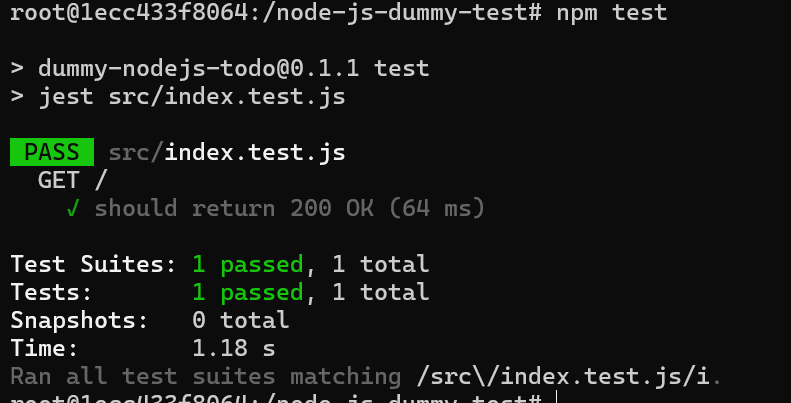 root@1ecc433f8064:/node-js-dummy-test# npm test
> dummy-nodejs-todo@0.1.1 test
> jest src/index.test.js
PASS src/index.test.js
GET /
√ should return 200 OK (64 ms)
Test Suites: 1 passed, 1 total
Tests: 1 passed, 1 total
Snapshots: 0 total
Time: 1.18 s
Ran all test suites matching /src\/index.test.js/i.
root@1ecc433f8064:/node-js-dummy-test#